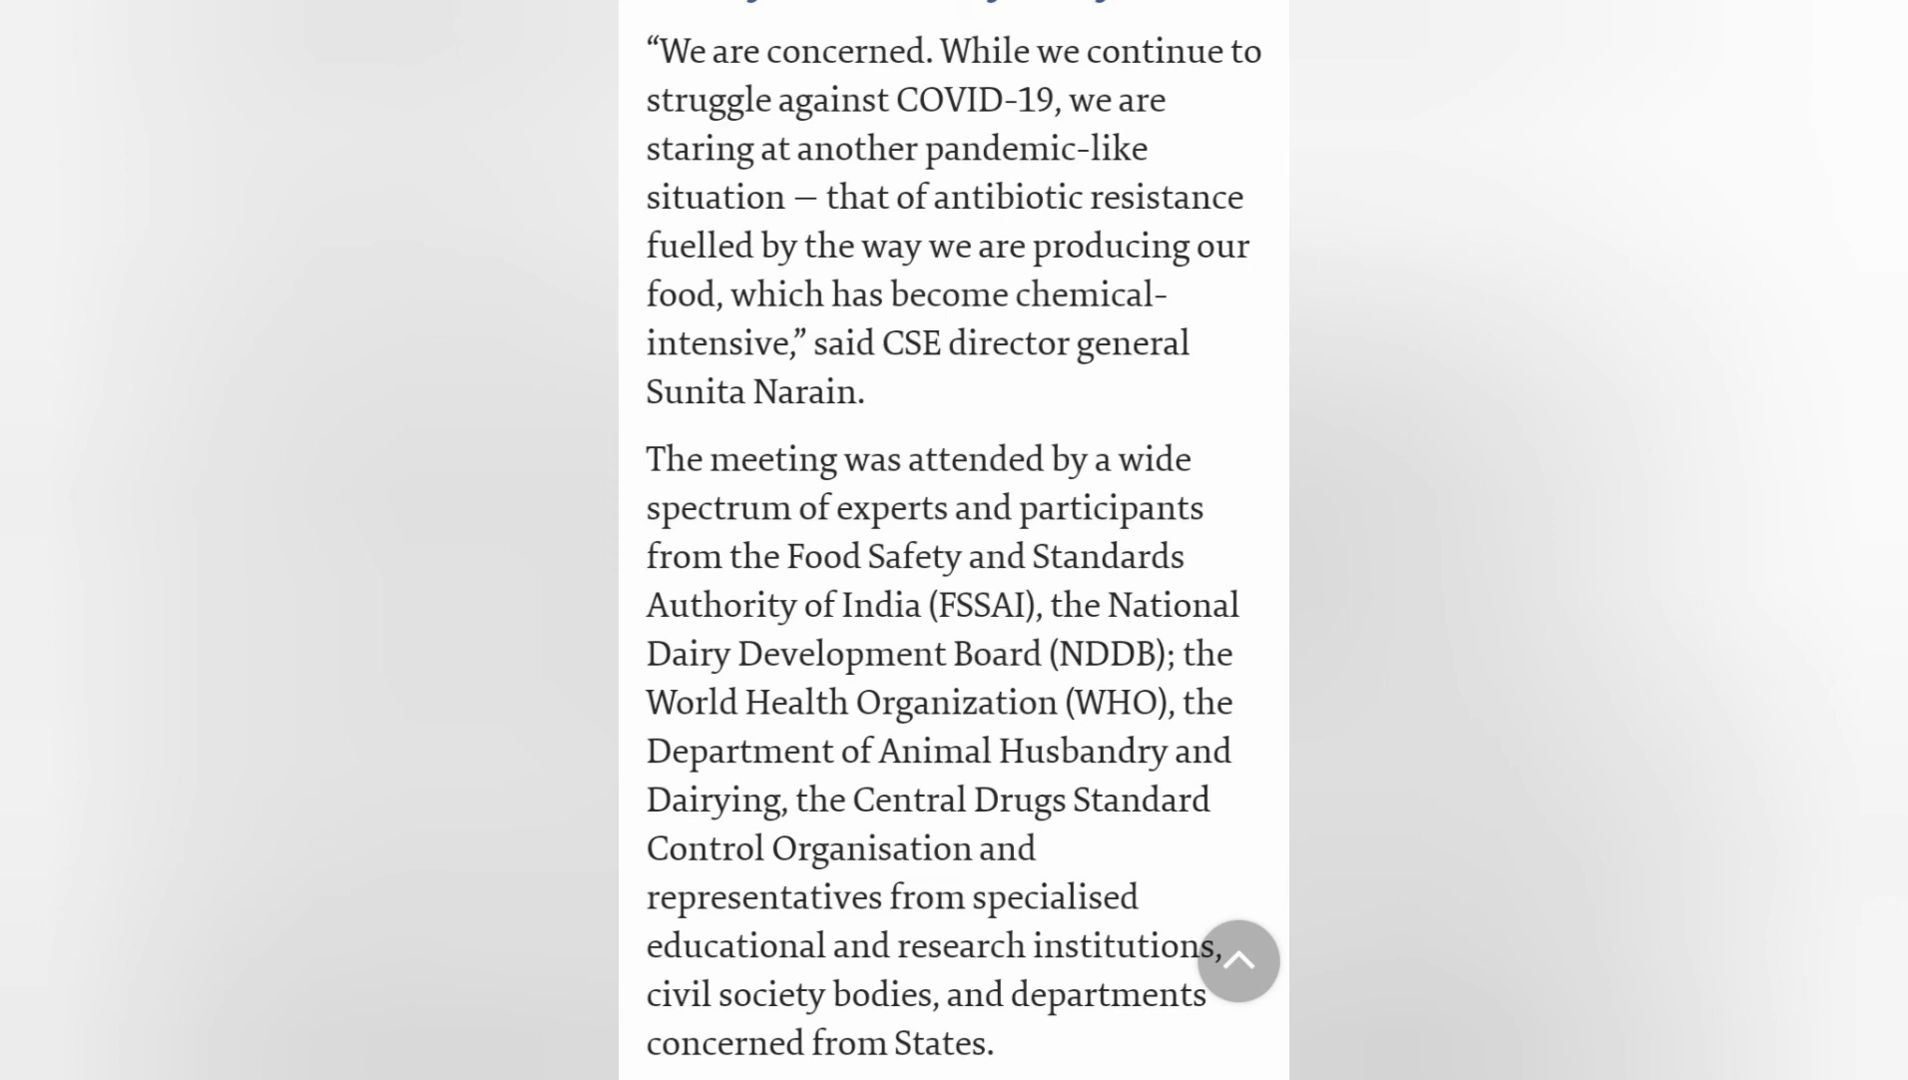 “We are concerned. While we continue to
struggle against COVID-19, we are
staring at another pandemic-like
situation — that of antibiotic resistance
fuelled by the way we are producing our
food, which has become chemical-
intensive,” said CSE director general
Sunita Narain.
The meeting was attended by a wide
spectrum of experts and participants
from the Food Safety and Standards
Authority of India (FSSAI), the National
Dairy Development Board (NDDB); the
World Health Organization (WHO), the
Department of Animal Husbandry and
Dairying, the Central Drugs Standard
Control Organisation and
representatives from specialised
educational and research institutions,
civil society bodies, and departments
concerned from States.